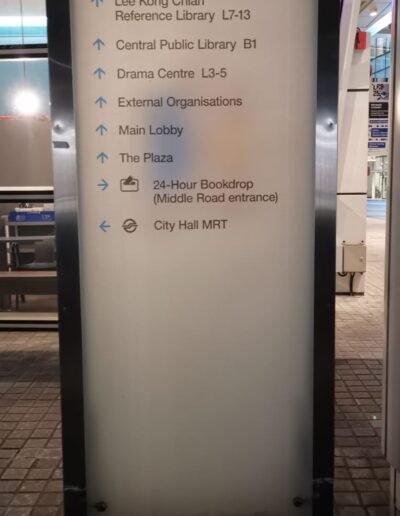 Lee Kong Chian
Reference Library L7-13
Central Public Library B1
Drama Centre L3-5
External Organisations
Main Lobby
The Plaza
24-Hour Bookdrop
(Middle Road entrance)
City Hall MRT